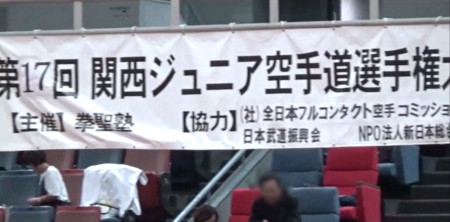 第17回 関西ジュニア空手道選手権
【主催】拳聖塾 【協力】(社)全日本フルコンタクト空手コミッショ
日本武道振興会 NPO法人新日本総